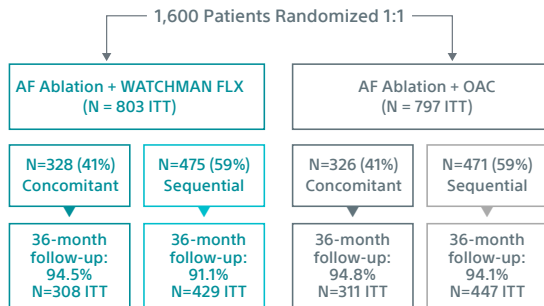 1,600 Patients Randomized 1:1
AF Ablation + WATCHMAN FLX
(N = 803 ITT)
AF Ablation + OAC
(N = 797 ITT)
N=328 (41%)
Concomitant
N=475 (59%)
Sequential
N=326 (41%)
Concomitant
N=471 (59%)
Sequential
36-month
follow-up:
94.5%
N=308 ITT
36-month
follow-up:
91.1%
N=429 ITT
36-month
follow-up:
94.8%
N=311 ITT
36-month
follow-up:
94.1%
N=447 ITT